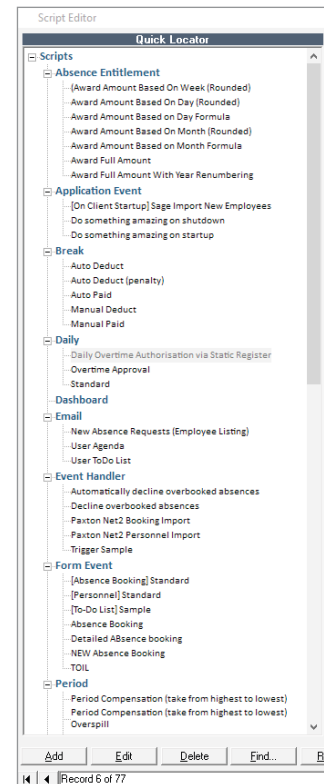 Script Editor
Quick Locator
Scripts
Absence Entitlement
(Award Amount Based On Week (Rounded)
Award Amount Based On Day (Rounded)
Award Amount Based on Day Formula
Award Amount Based On Month (Rounded)
Award Amount Based on Month Formula
Award Full Amount
Award Full Amount With Year Renumbering
Application Event
[On Client Startup] Sage Import New Employees
Do something amazing on shutdown
Do something amazing on startup
Break
Auto Deduct
Auto Deduct (penalty)
Auto Paid
Manual Deduct
Manual Paid
Daily
Daily Overtime Authorisation via Static Register
Overtime Approval
Standard
Dashboard
Email
New Absence Requests (Employee Listing)
User Agenda
User ToDo List
Event Handler
Automatically decline overbooked absences
Decline overbooked absences
Paxton Net2 Booking Import
Paxton Net2 Personnel Import
Trigger Sample
Form Event
[Absence Booking] Standard
[Personnel] Standard
[To-Do List] Sample
Absence Booking
Detailed ABsence booking
NEW Absence Booking
TOIL
Period
Period Compensation (take from highest to lowest)
Period Compensation (take from highest to lowest)
Overspill
Add Edit Delete Find... R
Record 6 of 77